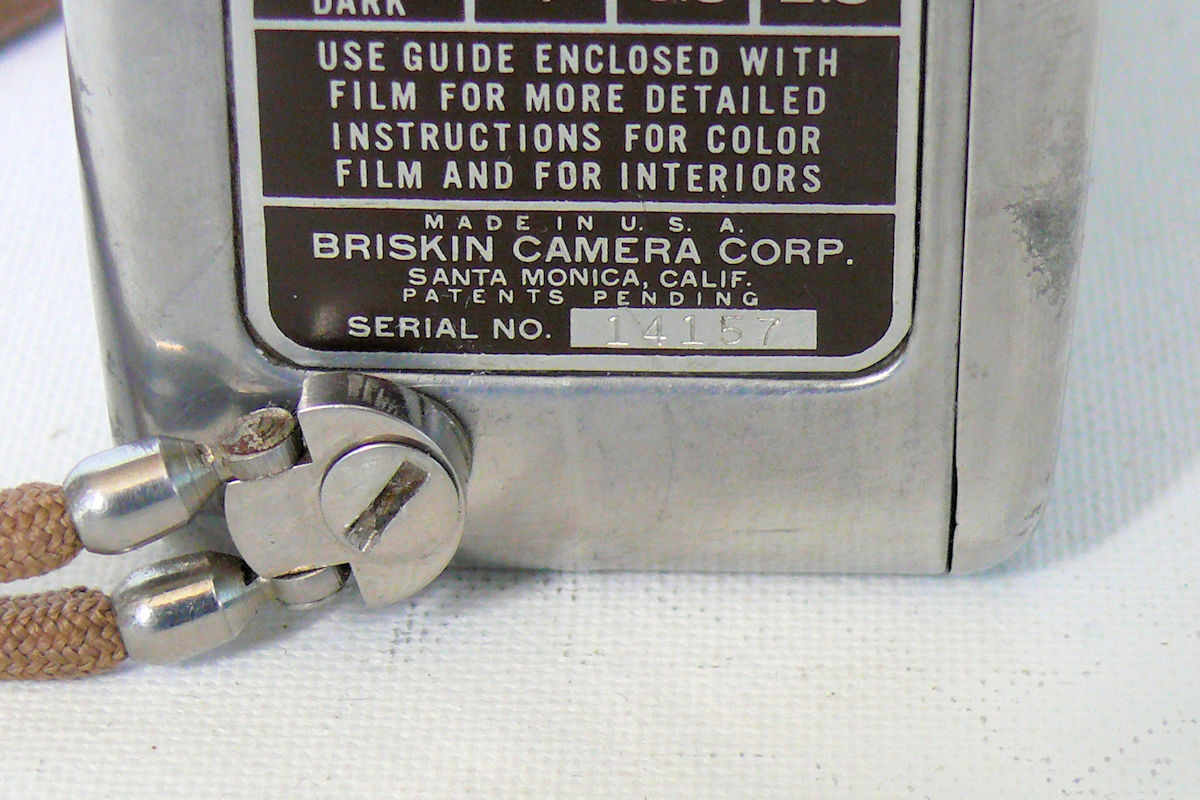 DARK
USE GUIDE ENCLOSED WITH
FILM FOR MORE DETAILED
INSTRUCTIONS FOR COLOR
FILM AND FOR INTERIORS
MADE IN U. S. A.
BRISKIN CAMERA CORP.
SANTA MONICA, CALIF.
PATENTS PENDING
SERIAL NO. 14157